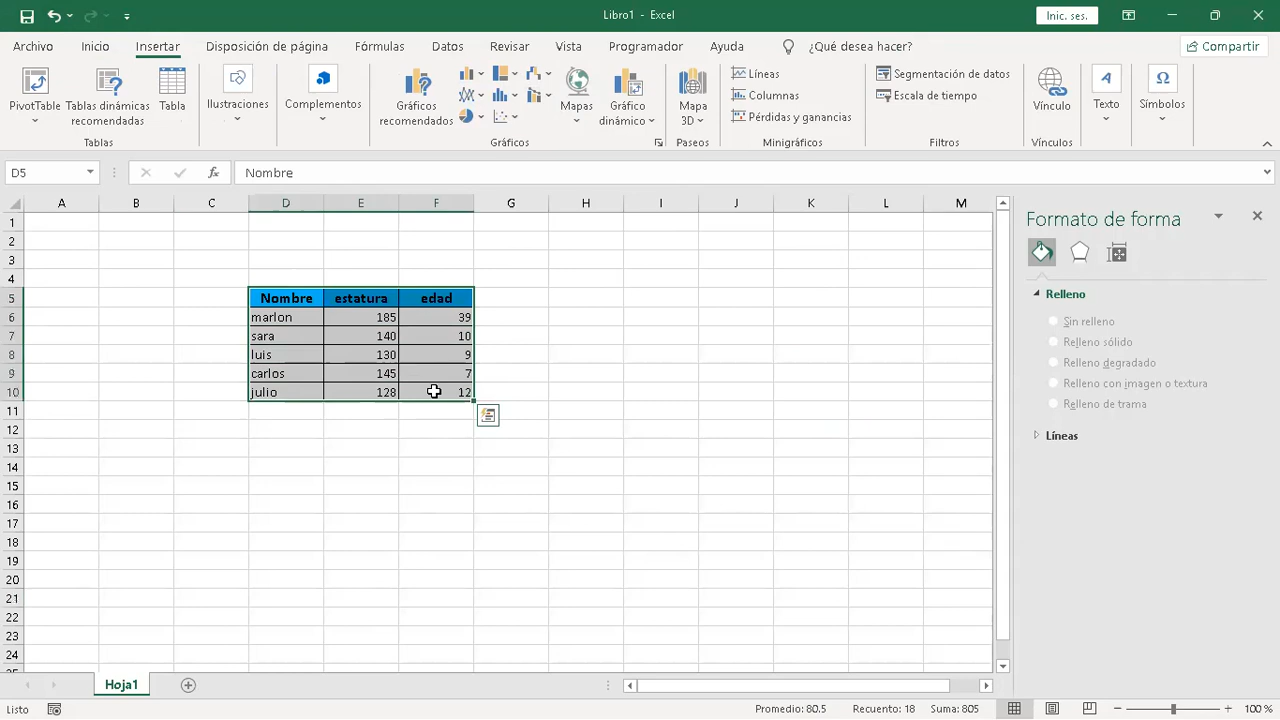 Libro1 - Excel
Inic. ses.
Archivo Inicio Insertar Disposición de página Fórmulas Datos Revisar Vista Programador Ayuda ¿Qué desea hacer? Compartir
PivotTable
Tablas dinámicas recomendadas
Tabla
Tablas
Ilustraciones
Complementos
Gráficos recomendados
Mapas
Gráfico dinámico
Gráficos
Mapa 3D
Paseos
Líneas
Columnas
Pérdidas y ganancias
Minigráficos
Segmentación de datos
Escala de tiempo
Filtros
Vínculo
Vínculos
Texto
Símbolos
D5 fx Nombre
A B C D E F G H I J K L M
1
2
3
4
5 Nombre estatura edad
6 marlon 185 39
7 sara 140 10
8 luis 130 9
9 carlos 145 7
10 julio 128 12
11
12
13
14
15
16
17
18
19
20
21
22
23
24
Formato de forma
Relleno
Sin relleno
Relleno sólido
Relleno degradado
Relleno con imagen o textura
Relleno de trama
Líneas
Hoja1
Listo Promedio: 80.5 Recuento: 18 Suma: 805 100 %